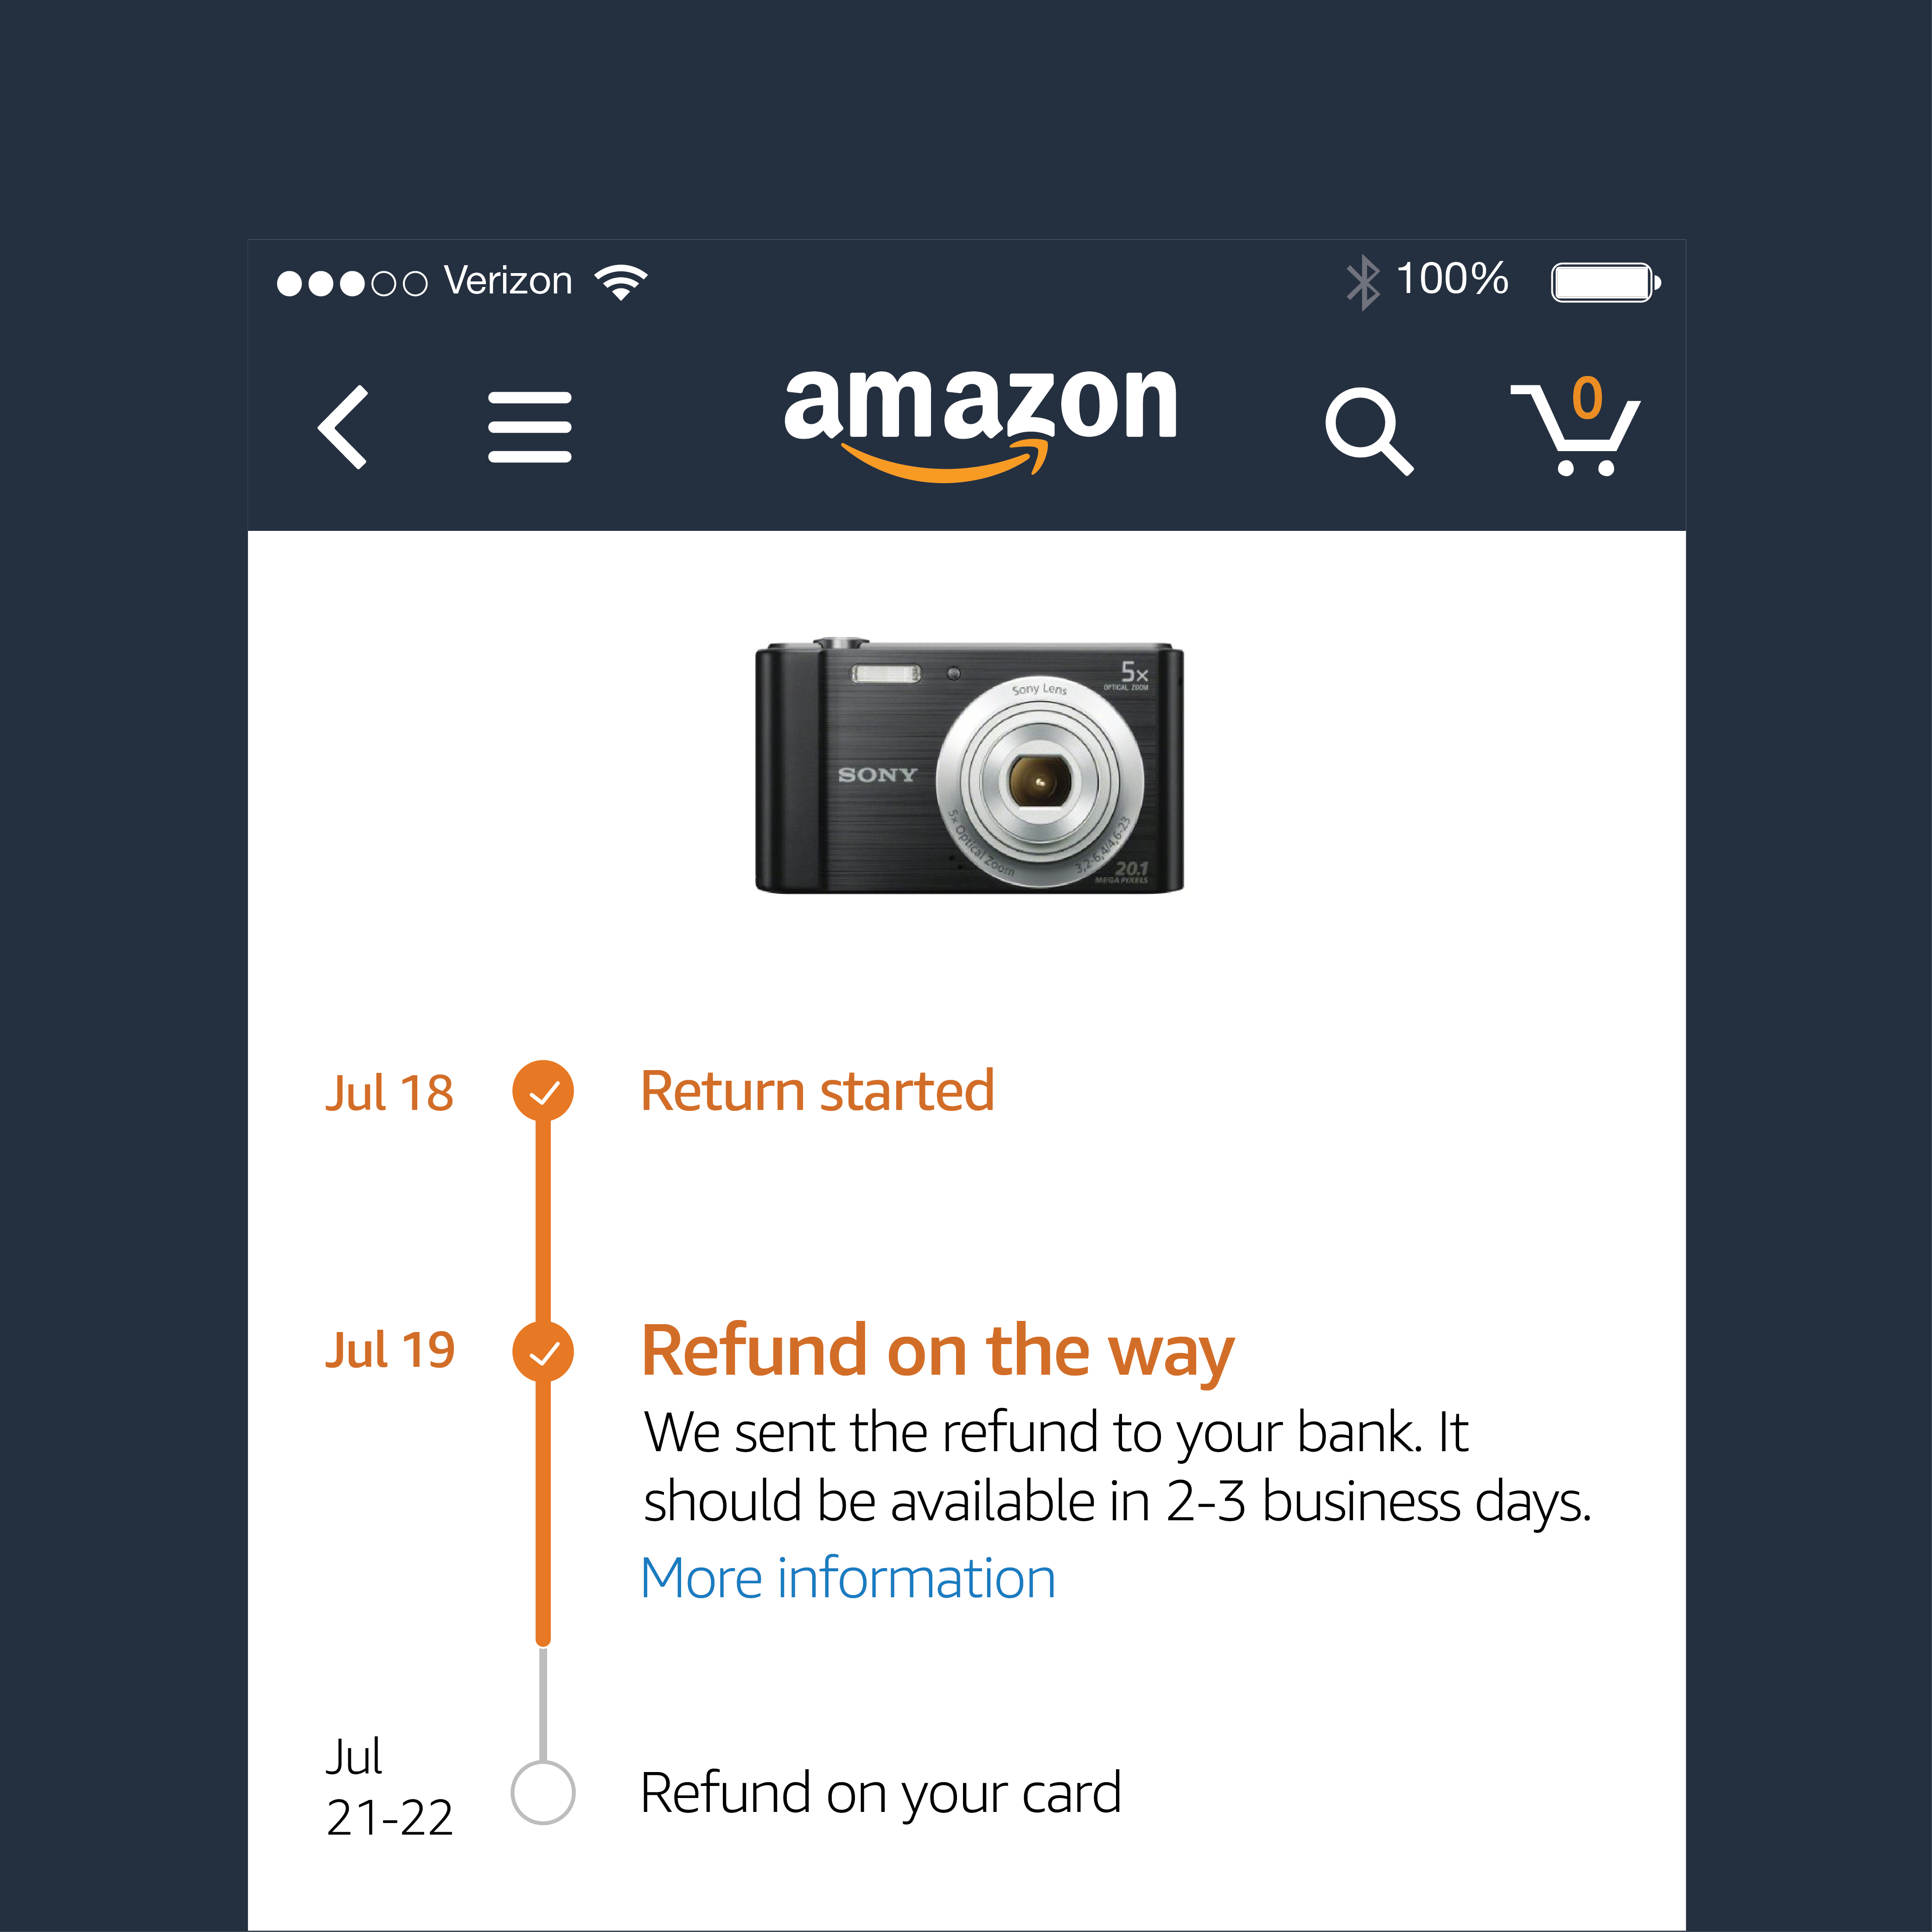 Verizon
100%
amazon
0
5x
OPTICAL ZOOM
Sony Lens
SONY
5x Optical Zoom
3,2-6,4/4,6-23
20.1
MEGA PIXELS
Jul 18
Return started
Jul 19
Refund on the way
We sent the refund to your bank. It
should be available in 2-3 business days.
More information
Jul
21-22
Refund on your card